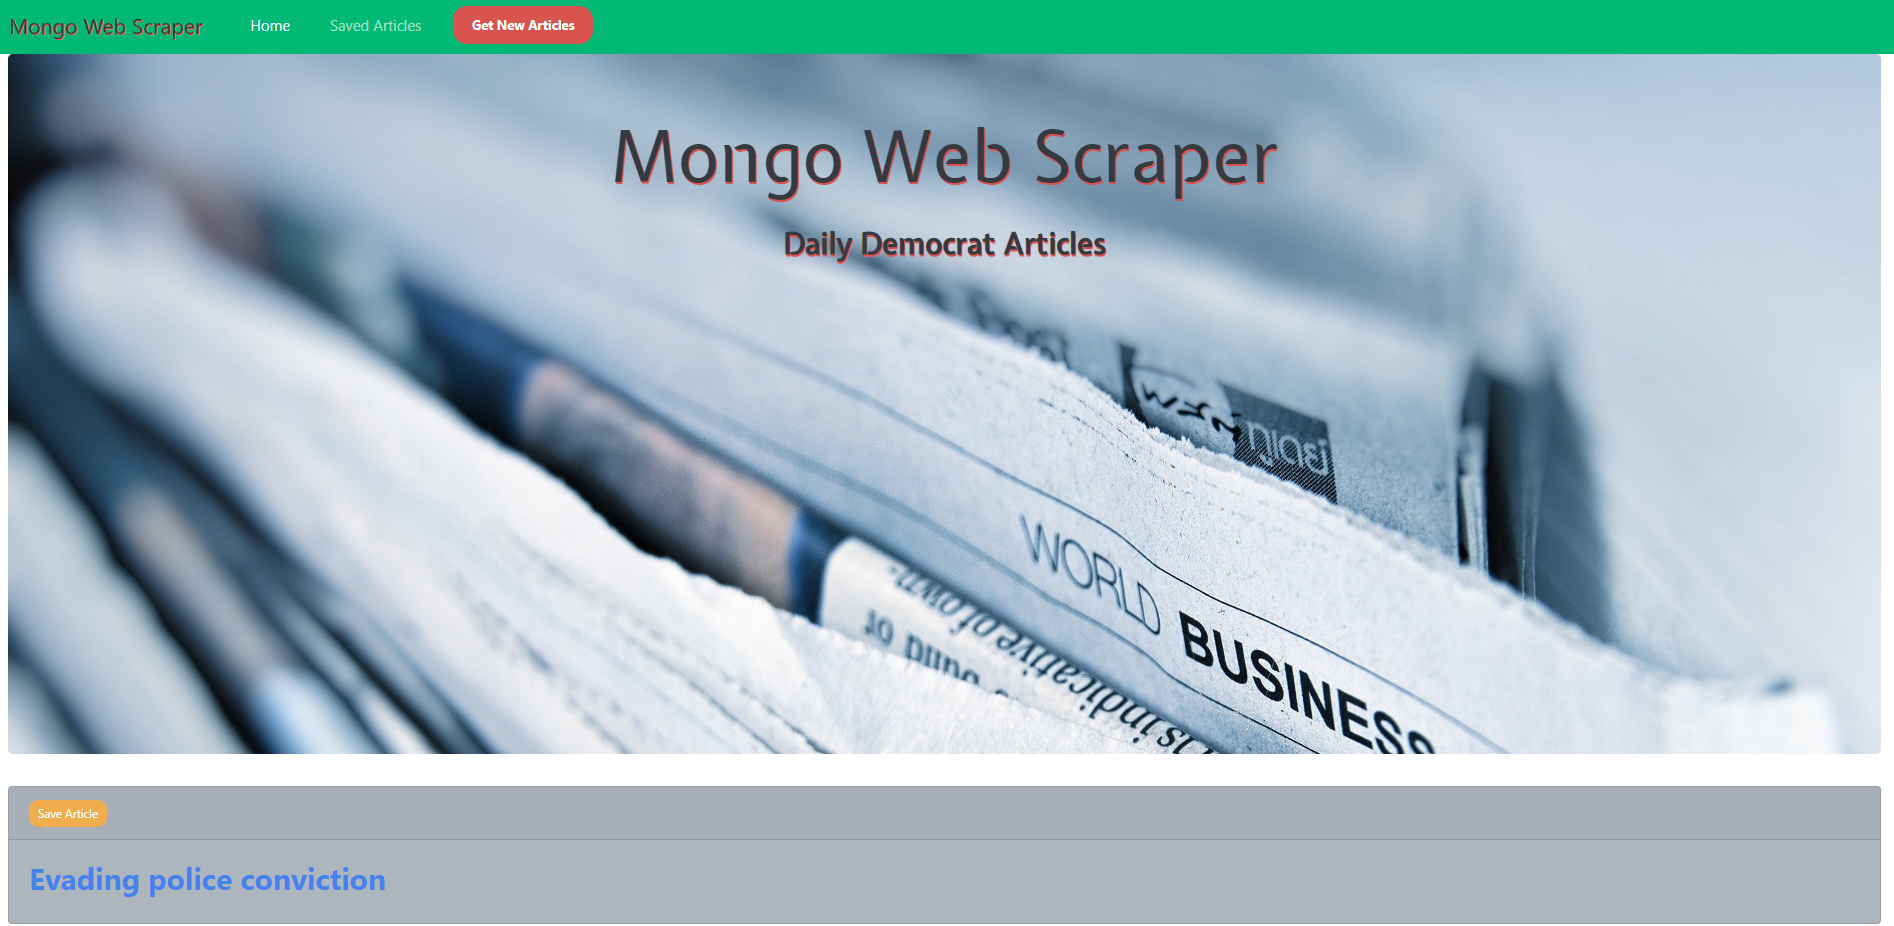 Mongo Web Scraper Home Saved Articles Get New Articles
Mongo Web Scraper
Daily Democrat Articles
WORLD BUSINESS
Save Article
Evading police conviction